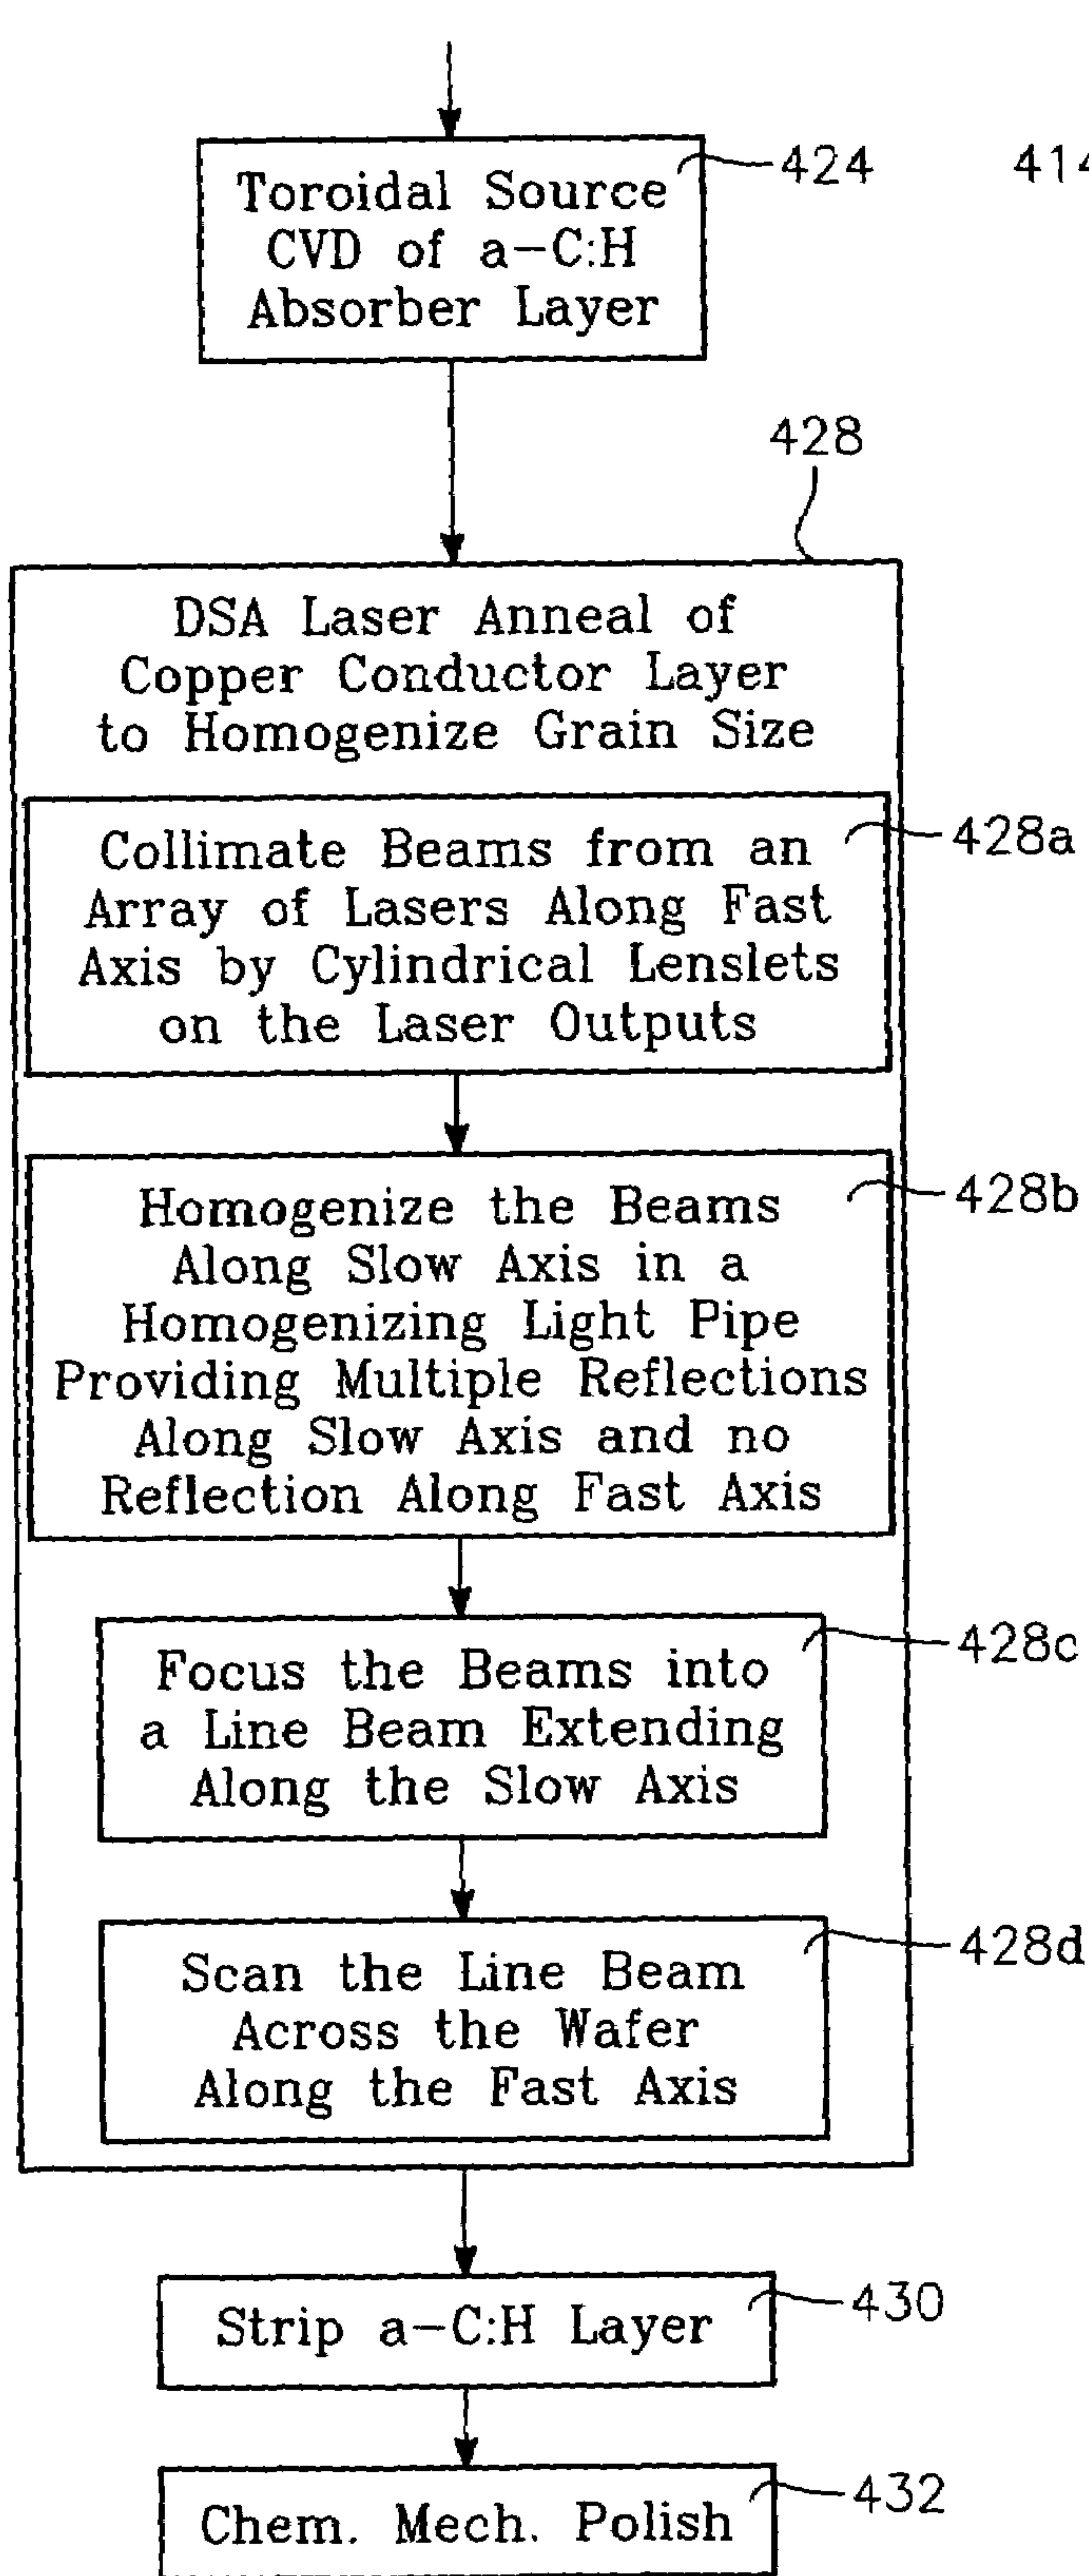 Toroidal Source
CVD of a-C:H
Absorber Layer
424
414
428
DSA Laser Anneal of
Copper Conductor Layer
to Homogenize Grain Size
Collimate Beams from an
Array of Lasers Along Fast
Axis by Cylindrical Lenslets
on the Laser Outputs
428a
Homogenize the Beams
Along Slow Axis in a
Homogenizing Light Pipe
Providing Multiple Reflections
Along Slow Axis and no
Reflection Along Fast Axis
428b
Focus the Beams into
a Line Beam Extending
Along the Slow Axis
428c
Scan the Line Beam
Across the Wafer
Along the Fast Axis
428d
Strip a-C:H Layer
430
Chem. Mech. Polish
432